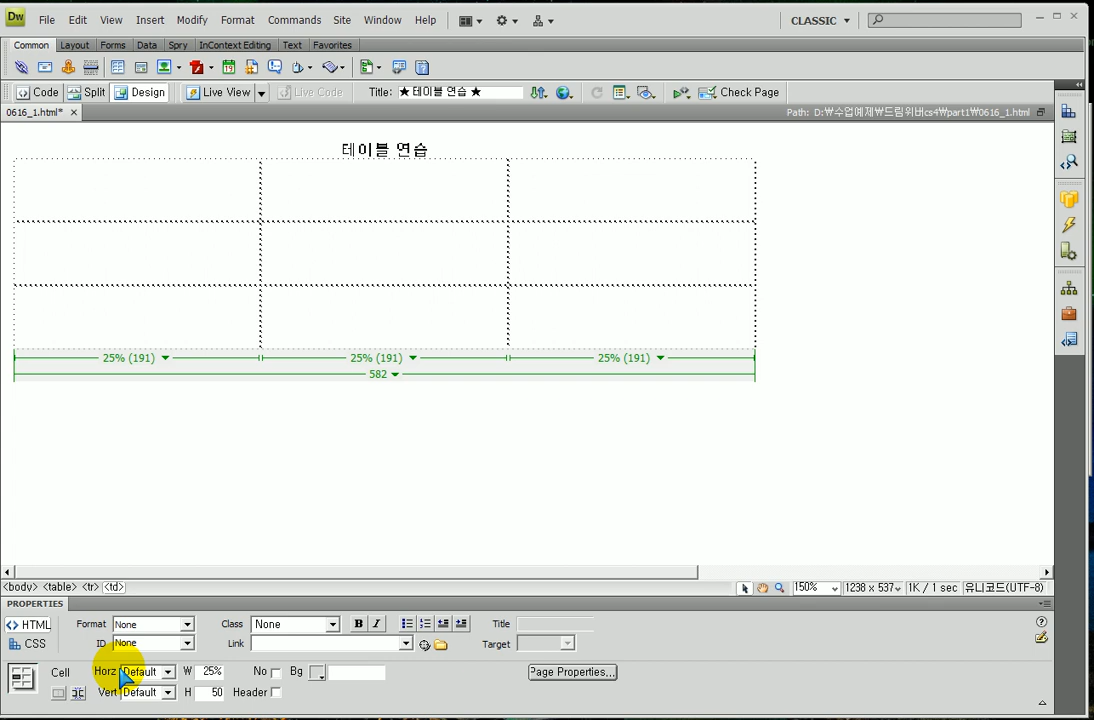 Dw File Edit View Insert Modify Format Commands Site Window Help CLASSIC
Common Layout Forms Data Spry InContext Editing Text Favorites
Code Split Design Live View Live Code Title: ★ 테이블 연습 ★ Check Page
0616_1.html* Path: D:₩수업예제₩드림위버cs4₩part1₩0616_1.html
테이블 연습
25% (191) 25% (191) 25% (191)
582
<body> <table> <tr> <td> 150% 1238 x 537 1K / 1 sec 유니코드(UTF-8)
PROPERTIES
<> HTML Format None Class None B I Title
CSS ID None Link Target
Cell Horz Default W 25% No Bg Page Properties...
Vert Default H 50 Header